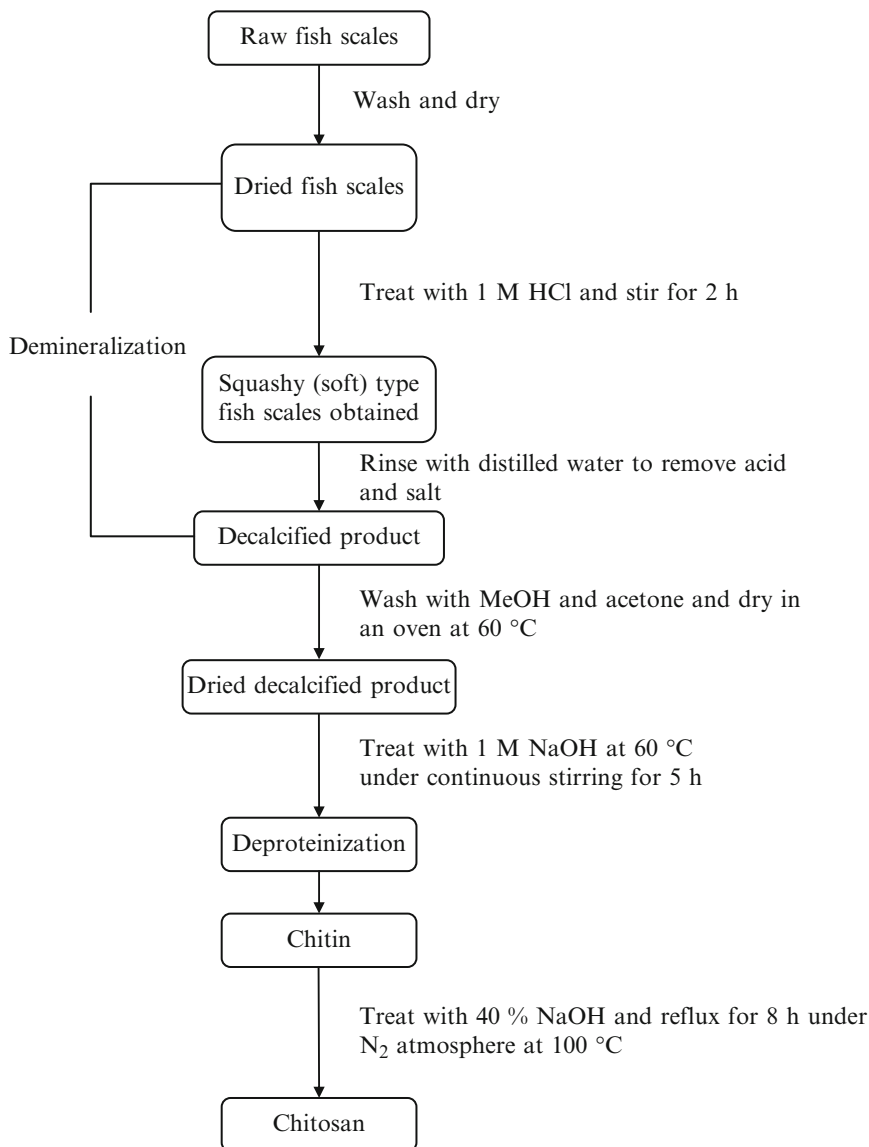 Raw fish scales
Wash and dry
Dried fish scales
Treat with 1 M HCl and stir for 2 h
Demineralization
Squashy (soft) type
fish scales obtained
Rinse with distilled water to remove acid
and salt
Decalcified product
Wash with MeOH and acetone and dry in
an oven at 60 °C
Dried decalcified product
Treat with 1 M NaOH at 60 °C
under continuous stirring for 5 h
Deproteinization
Chitin
Treat with 40 % NaOH and reflux for 8 h under
N₂ atmosphere at 100 °C
Chitosan